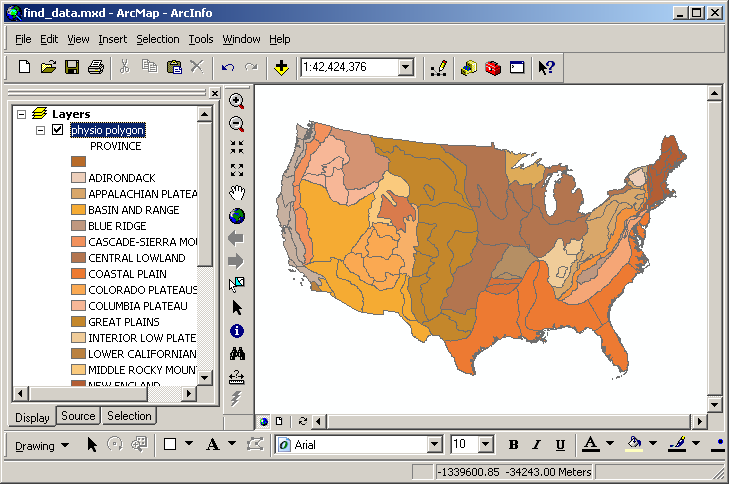 find_data.mxd - ArcMap - ArcInfo
File Edit View Insert Selection Tools Window Help
1:42,424,376
Layers
physio polygon
PROVINCE
ADIRONDACK
APPALACHIAN PLATEA
BASIN AND RANGE
BLUE RIDGE
CASCADE-SIERRA MOU
CENTRAL LOWLAND
COASTAL PLAIN
COLORADO PLATEAUS
COLUMBIA PLATEAU
GREAT PLAINS
INTERIOR LOW PLATE
LOWER CALIFORNIAN
MIDDLE ROCKY MOUNT
NEW ENGLAND
Display Source Selection
Drawing A Arial 10 B I U A
-1339600.85 -34243.00 Meters